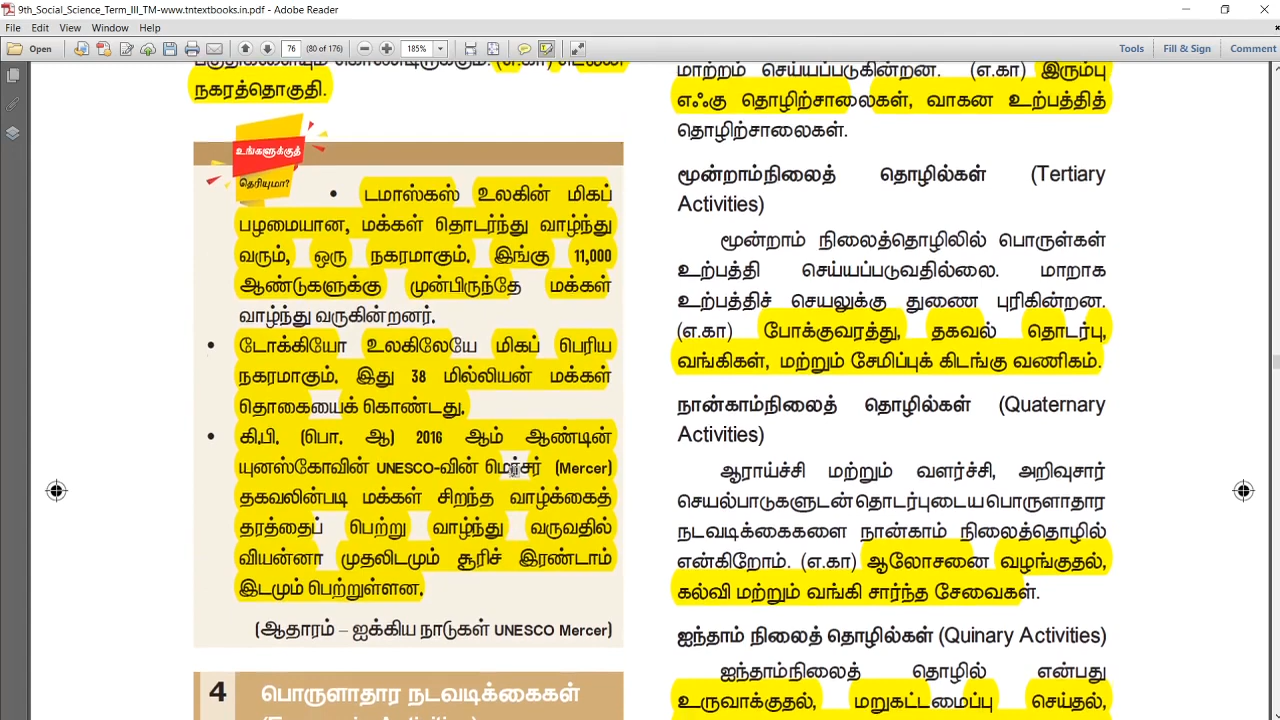 9th_Social_Science_Term_III_TM-www.tntextbooks.in.pdf - Adobe Reader
File Edit View Window Help
Open 76 (80 of 176) 185% Tools Fill & Sign Comment
நகரத்தொகுதி.
உங்களுக்குத்
தெரியுமா?
• டமாஸ்கஸ் உலகின் மிகப்
பழமையான, மக்கள் தொடர்ந்து வாழ்ந்து
வரும், ஒரு நகரமாகும். இங்கு 11,000
ஆண்டுகளுக்கு முன்பிருந்தே மக்கள்
வாழ்ந்து வருகின்றனர்.
• டோக்கியோ உலகிலேயே மிகப் பெரிய
நகரமாகும். இது 38 மில்லியன் மக்கள்
தொகையைக் கொண்டது.
• கி.பி. (பொ. ஆ) 2016 ஆம் ஆண்டின்
யுனஸ்கோவின் UNESCO-வின் மெர்சர் (Mercer)
தகவலின்படி மக்கள் சிறந்த வாழ்க்கைத்
தரத்தைப் பெற்று வாழ்ந்து வருவதில்
வியன்னா முதலிடமும் சூரிச் இரண்டாம்
இடமும் பெற்றுள்ளன.
(ஆதாரம் – ஐக்கிய நாடுகள் UNESCO Mercer)
4 பொருளாதார நடவடிக்கைகள்
மாற்றம் செய்யப்படுகின்றன. (எ.கா) இரும்பு
எஃகு தொழிற்சாலைகள், வாகன உற்பத்தித்
தொழிற்சாலைகள்.
மூன்றாம்நிலைத் தொழில்கள் (Tertiary
Activities)
மூன்றாம் நிலைத்தொழிலில் பொருள்கள்
உற்பத்தி செய்யப்படுவதில்லை. மாறாக
உற்பத்திச் செயலுக்கு துணை புரிகின்றன.
(எ.கா) போக்குவரத்து, தகவல் தொடர்பு,
வங்கிகள், மற்றும் சேமிப்புக் கிடங்கு வணிகம்.
நான்காம்நிலைத் தொழில்கள் (Quaternary
Activities)
ஆராய்ச்சி மற்றும் வளர்ச்சி, அறிவுசார்
செயல்பாடுகளுடன் தொடர்புடைய பொருளாதார
நடவடிக்கைகளை நான்காம் நிலைத்தொழில்
என்கிறோம். (எ.கா) ஆலோசனை வழங்குதல்,
கல்வி மற்றும் வங்கி சார்ந்த சேவைகள்.
ஐந்தாம் நிலைத் தொழில்கள் (Quinary Activities)
ஐந்தாம்நிலைத் தொழில் என்பது
உருவாக்குதல், மறுகட்டமைப்பு செய்தல்,